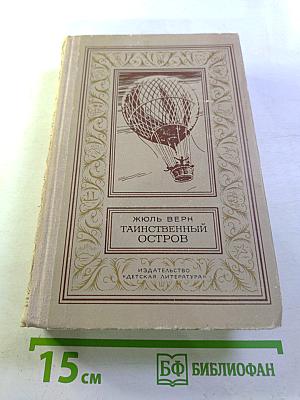 ЖЮЛЬ ВЕРН
ТАИНСТВЕННЫЙ
ОСТРОВ
ИЗДАТЕЛЬСТВО
«ДЕТСКАЯ ЛИТЕРАТУРА»
15 см
БФ БИБЛИОФАН